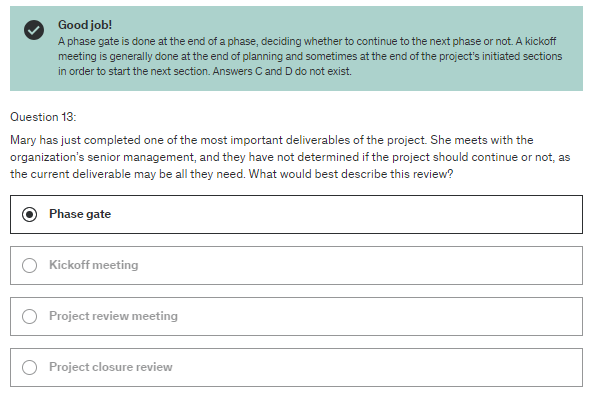 Good job!
A phase gate is done at the end of a phase, deciding whether to continue to the next phase or not. A kickoff
meeting is generally done at the end of planning and sometimes at the end of the project's initiated sections
in order to start the next section. Answers C and D do not exist.
Question 13:
Mary has just completed one of the most important deliverables of the project. She meets with the
organization's senior management, and they have not determined if the project should continue or not, as
the current deliverable may be all they need. What would best describe this review?
Phase gate
Kickoff meeting
Project review meeting
Project closure review